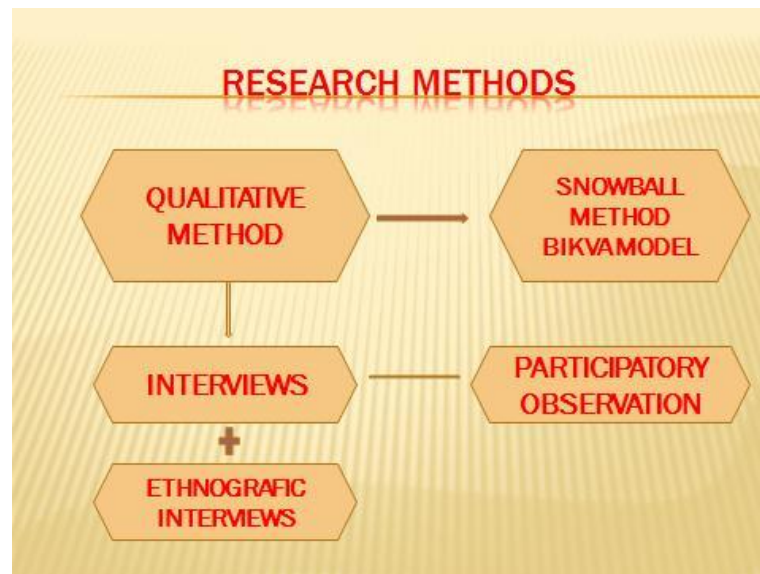 RESEARCH METHODS
QUALITATIVE
METHOD
SNOWBALL
METHOD
BIKVAMODEL
INTERVIEWS
PARTICIPATORY
OBSERVATION
ETHNOGRAFIC
INTERVIEWS